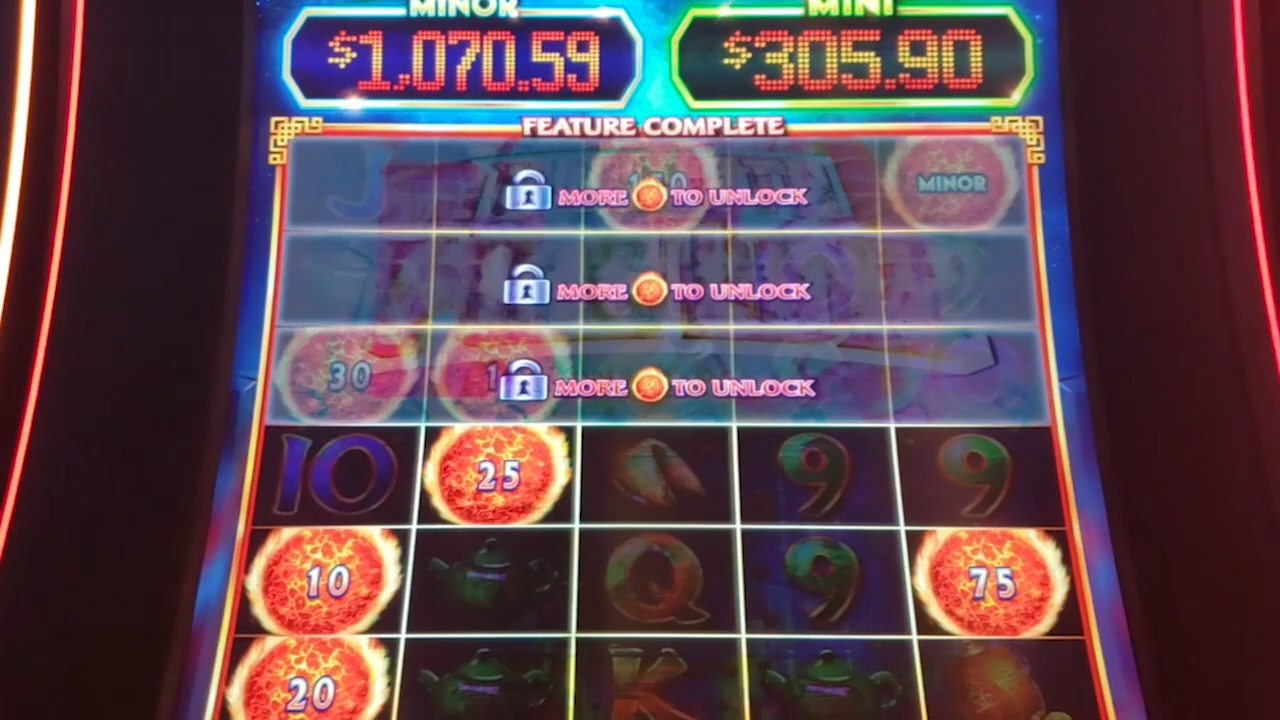 MINOR MINI
$1,070.59 $305.90
FEATURE COMPLETE
MORE TO UNLOCK
MINOR
MORE TO UNLOCK
30 MORE TO UNLOCK
10 25 9 9
10 Q 9 75
20 K